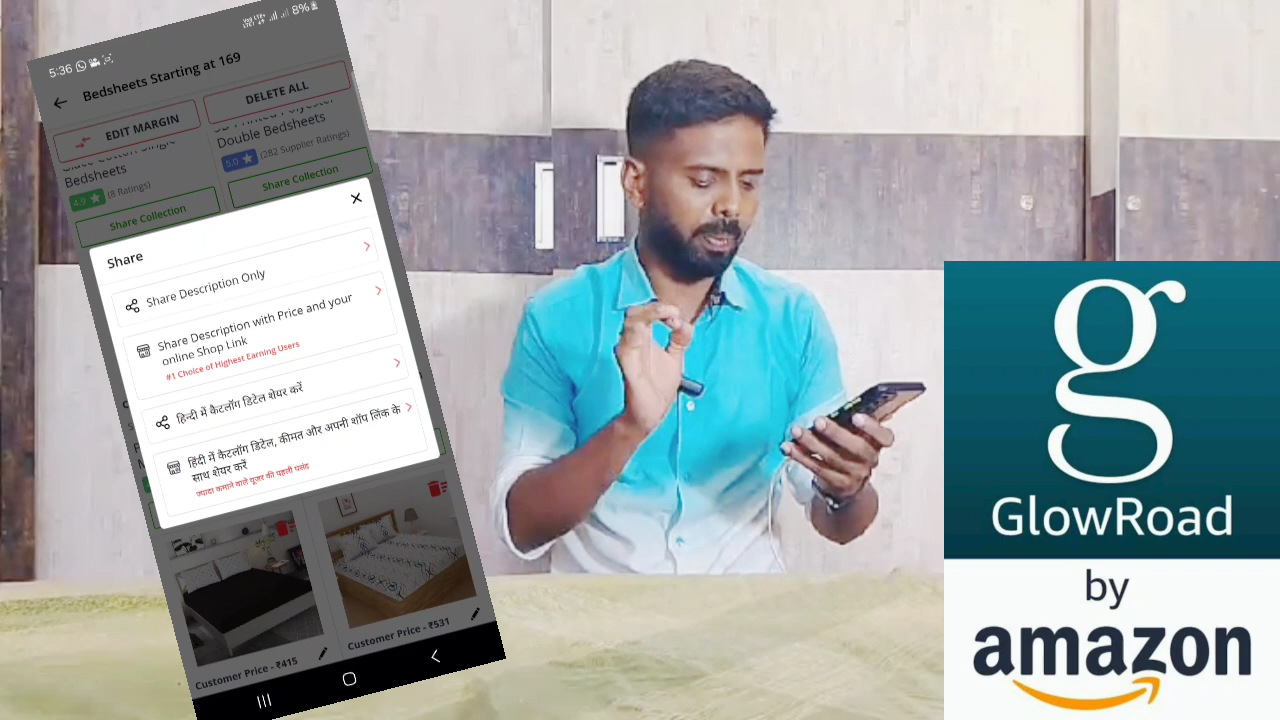 5:36
8%
Bedsheets Starting at 169
EDIT MARGIN
DELETE ALL
Bedsheets
Double Bedsheets
4.9 (8 Ratings)
5.0 (282 Supplier Ratings)
Share Collection
Share Collection
Share
Share Description Only
Share Description with Price and your
online Shop Link
#1 Choice of Highest Earning Users
हिन्दी में कैटलॉग डिटेल शेयर करें
हिंदी में कैटलॉग डिटेल, कीमत और अपनी शॉप लिंक के
साथ शेयर करें
ज्यादा कमाने वाले यूजर की पहली पसंद
Customer Price - ₹415
Customer Price - ₹531
g
GlowRoad
by
amazon